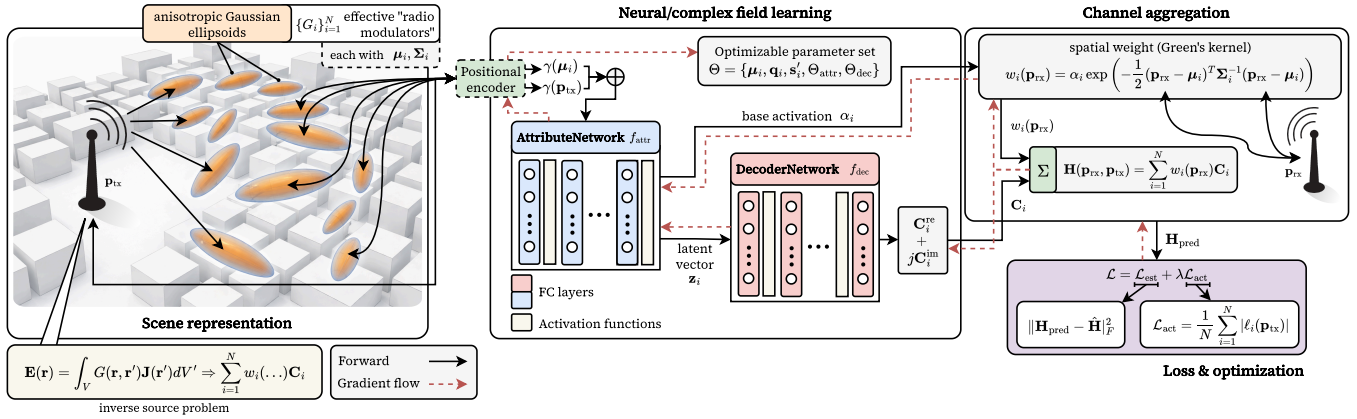 anisotropic Gaussian
ellipsoids
{G_i}_{i=1}^N effective "radio
modulators"
each with μ_i, Σ_i
p_tx
Scene representation
E(r) = ∫_V G(r, r′)J(r′)dV′ ⇒ ∑_{i=1}^N w_i(...)C_i
inverse source problem
Forward
Gradient flow
Neural/complex field learning
Positional
encoder
γ(μ_i)
γ(p_tx)
⊕
Optimizable parameter set
Θ = {μ_i, q_i, s′_i, Θ_attr, Θ_dec}
AttributeNetwork f_attr
base activation α_i
DecoderNetwork f_dec
latent
vector
z_i
C_i^re
+
jC_i^im
FC layers
Activation functions
Channel aggregation
spatial weight (Green's kernel)
w_i(p_rx) = α_i exp(−1/2 (p_rx − μ_i)^T Σ_i^{−1}(p_rx − μ_i))
w_i(p_rx)
Σ
H(p_rx, p_tx) = ∑_{i=1}^N w_i(p_rx)C_i
C_i
p_rx
H_pred
ℒ = ℒ_est + λℒ_act
‖H_pred − Ĥ|_F^2
ℒ_act = 1/N ∑_{i=1}^N |ℓ_i(p_tx)|
Loss & optimization